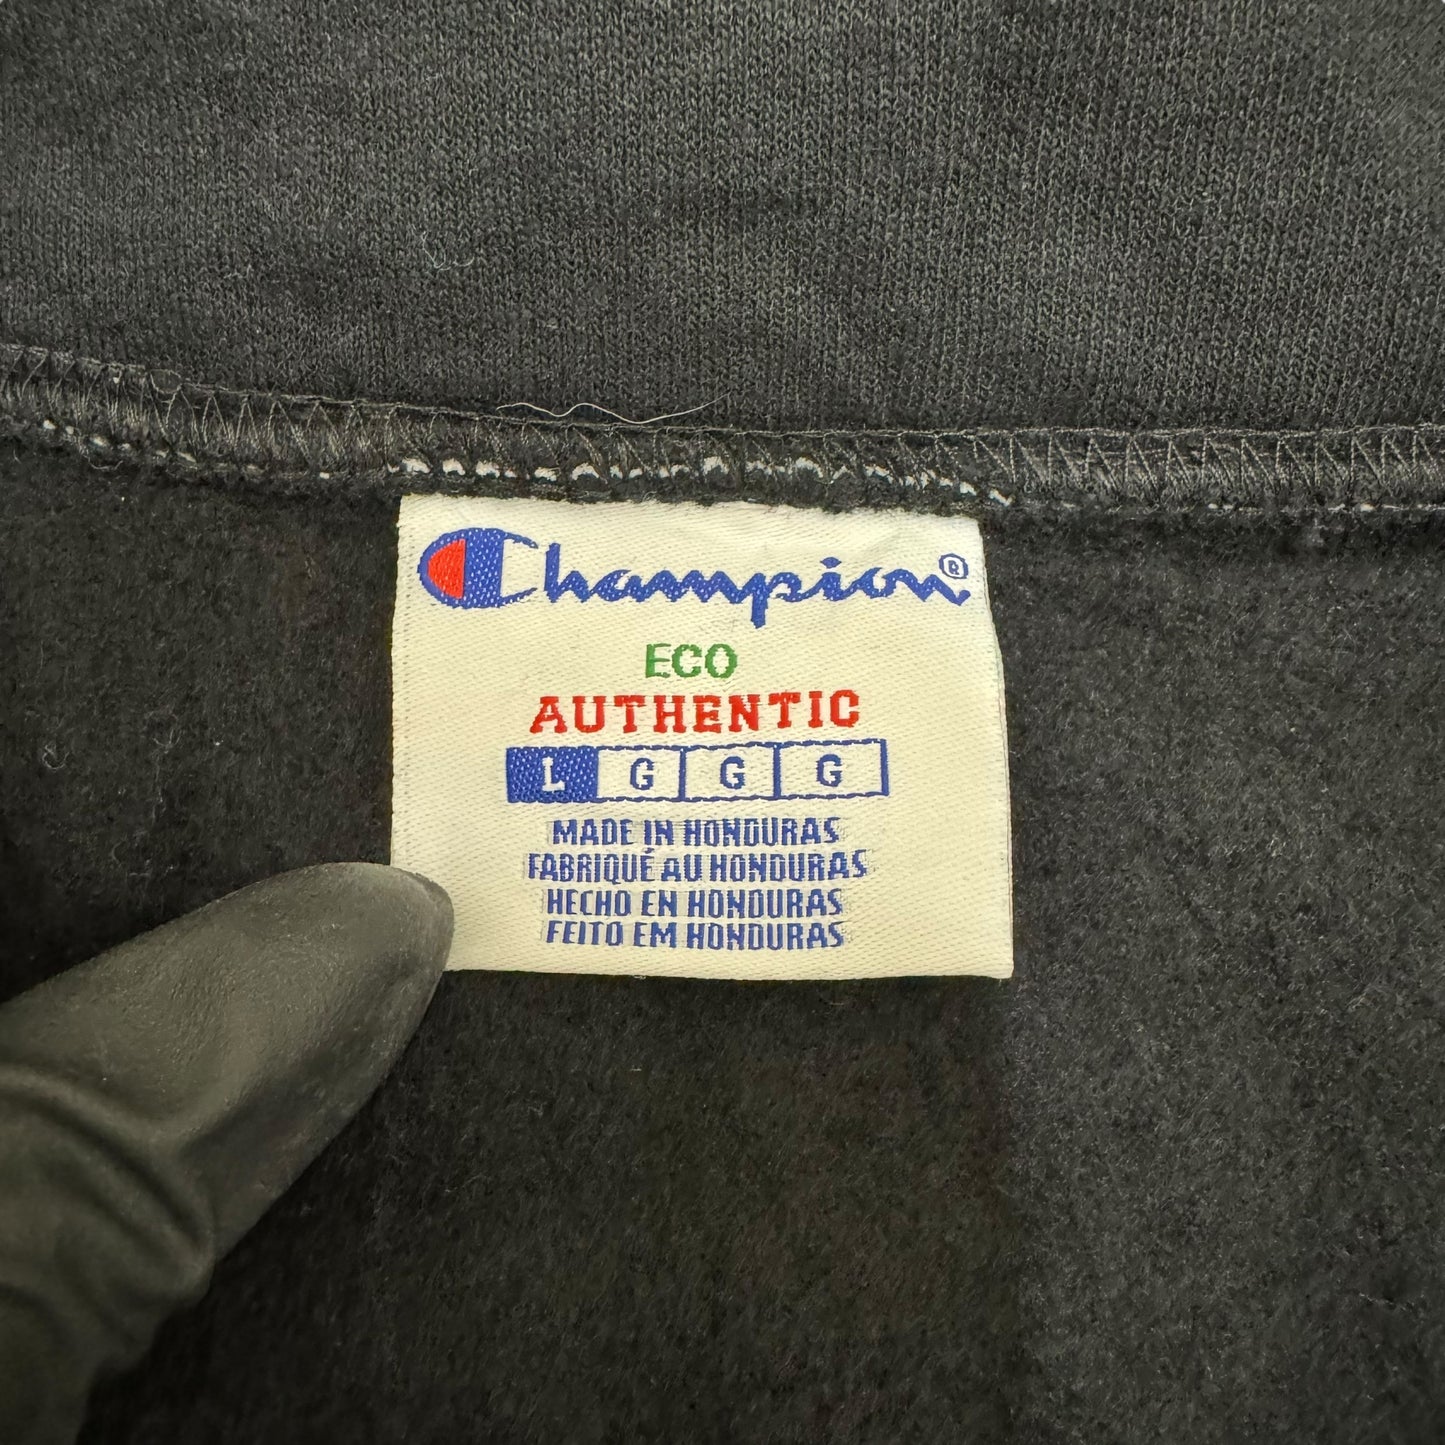 Champion®
ECO
AUTHENTIC
L G G G
MADE IN HONDURAS
FABRIQUÉ AU HONDURAS
HECHO EN HONDURAS
FEITO EM HONDURAS